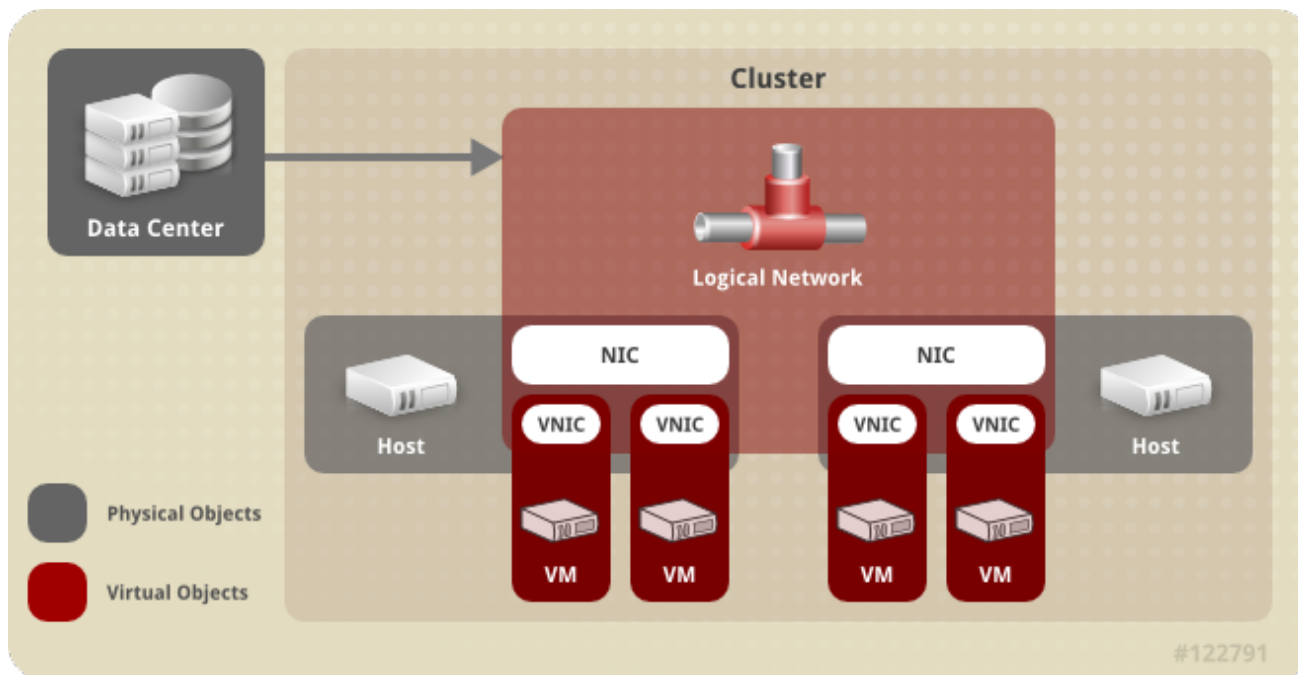 Cluster
Data Center
Logical Network
NIC
NIC
VNIC
VNIC
VNIC
VNIC
Host
Host
Physical Objects
VM
VM
VM
VM
Virtual Objects
#122791